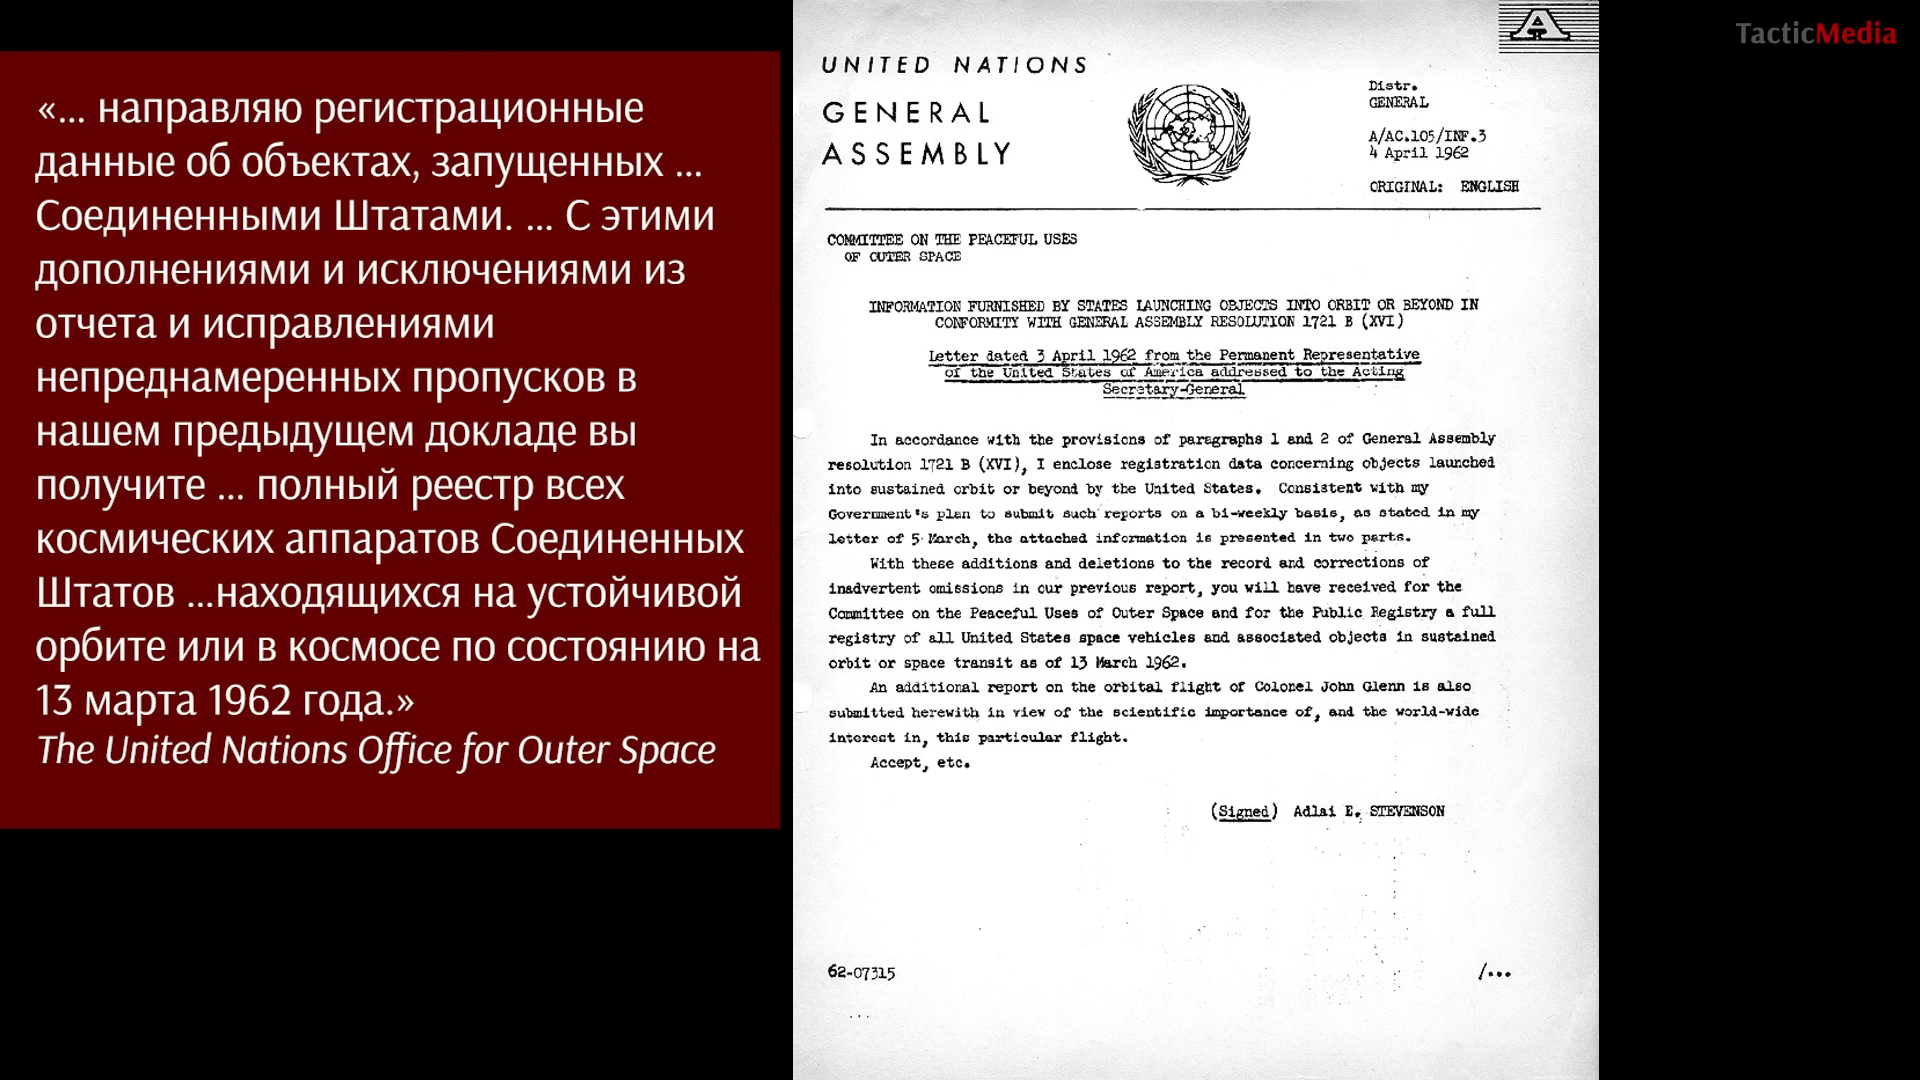 «... направляю регистрационные
данные об объектах, запущенных ...
Соединенными Штатами. ... С этими
дополнениями и исключениями из
отчета и исправлениями
непреднамеренных пропусков в
нашем предыдущем докладе вы
получите ... полный реестр всех
космических аппаратов Соединенных
Штатов ...находящихся на устойчивой
орбите или в космосе по состоянию на
13 марта 1962 года.»
The United Nations Office for Outer Space
UNITED NATIONS
GENERAL
ASSEMBLY
A
Distr.
GENERAL
A/AC.105/INF.3
4 April 1962
ORIGINAL: ENGLISH
COMMITTEE ON THE PEACEFUL USES
OF OUTER SPACE
INFORMATION FURNISHED BY STATES LAUNCHING OBJECTS INTO ORBIT OR BEYOND IN
CONFORMITY WITH GENERAL ASSEMBLY RESOLUTION 1721 B (XVI)
Letter dated 3 April 1962 from the Permanent Representative
of the United States of America addressed to the Acting
Secretary-General
In accordance with the provisions of paragraphs 1 and 2 of General Assembly
resolution 1721 B (XVI), I enclose registration data concerning objects launched
into sustained orbit or beyond by the United States. Consistent with my
Government's plan to submit such reports on a bi-weekly basis, as stated in my
letter of 5 March, the attached information is presented in two parts.
With these additions and deletions to the record and corrections of
inadvertent omissions in our previous report, you will have received for the
Committee on the Peaceful Uses of Outer Space and for the Public Registry a full
registry of all United States space vehicles and associated objects in sustained
orbit or space transit as of 13 March 1962.
An additional report on the orbital flight of Colonel John Glenn is also
submitted herewith in view of the scientific importance of, and the world-wide
interest in, this particular flight.
Accept, etc.
(Signed) Adlai E. STEVENSON
62-07315
/...
TacticMedia